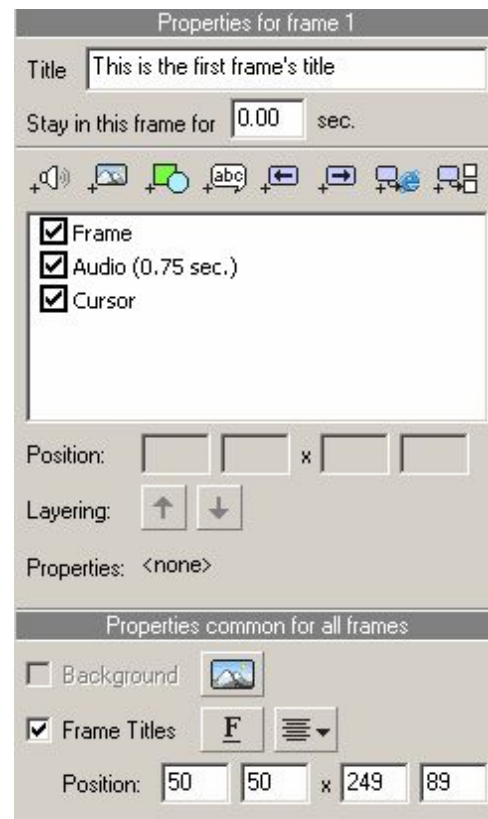 Properties for frame 1
Title This is the first frame's title
Stay in this frame for 0.00 sec.
abc
Frame
Audio (0.75 sec.)
Cursor
Position: x
Layering:
Properties: <none>
Properties common for all frames
Background
Frame Titles F
Position: 50 50 x 249 89